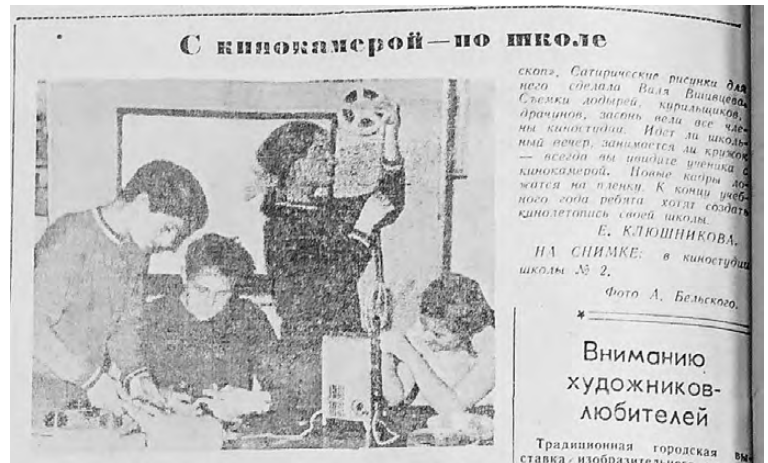 С кинокамерой — по школе
скоп». Сатирические рисунки для
него сделала Валя Вшивцева.
Съемки лодырей, курильщиков,
драчунов, засонь вели все чле-
ны киностудии. Идет ли школь-
ный вечер, занимается ли кружок
— всегда вы увидите ученика с
кинокамерой. Новые кадры ло-
жатся на пленку. К концу учеб-
ного года ребята хотят создать
кинолетопись своей школы.
Е. КЛЮШНИКОВА.
НА СНИМКЕ: в киностудии
школы № 2.
Фото А. Бельского.
Вниманию
художников-
любителей
Традиционная городская вы-
ставка изобразительного